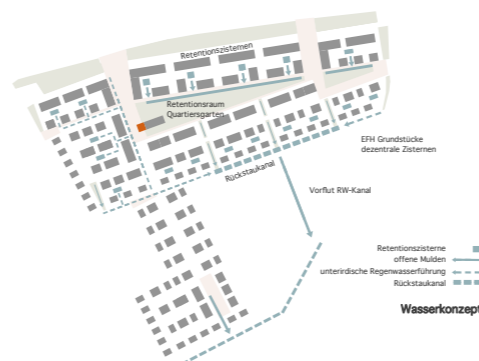 Retentionszisternen
Retentionsraum
Quartiersgarten
EFH Grundstücke
dezentrale Zisternen
Rückstaukanal
Vorflut RW-Kanal
Retentionszisterne
offene Mulden
unterirdische Regenwasserführung
Rückstaukanal
Wasserkonzept